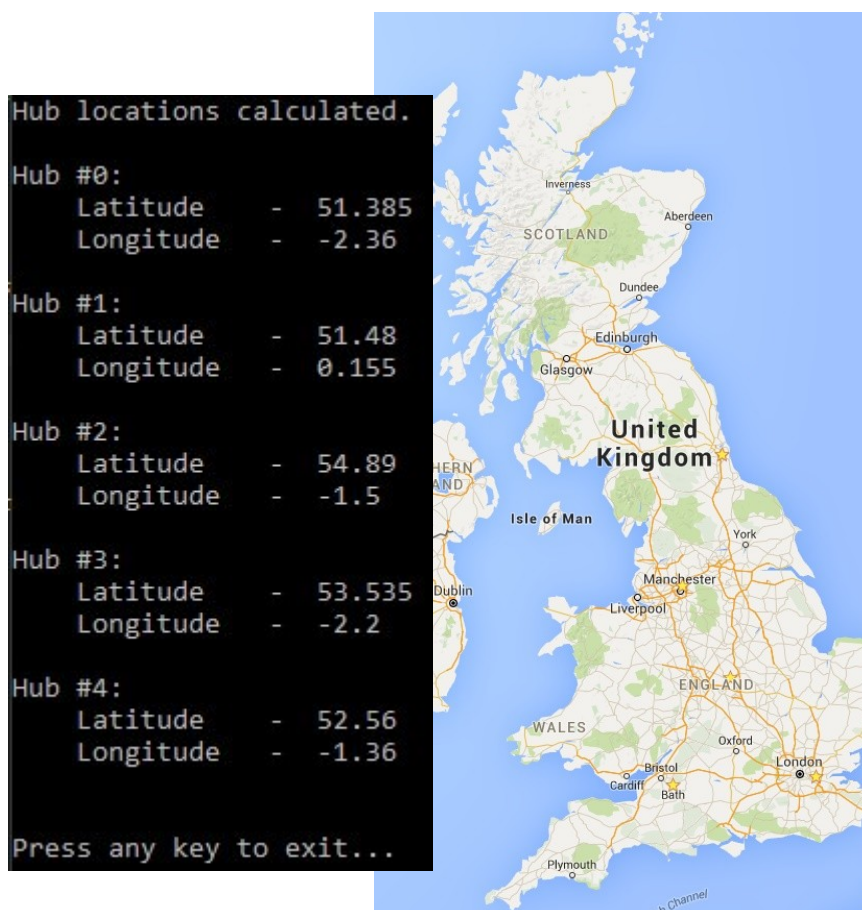 Hub locations calculated.
Hub #0:
Latitude - 51.385
Longitude - -2.36
Hub #1:
Latitude - 51.48
Longitude - 0.155
Hub #2:
Latitude - 54.89
Longitude - -1.5
Hub #3:
Latitude - 53.535
Longitude - -2.2
Hub #4:
Latitude - 52.56
Longitude - -1.36
Press any key to exit...
Inverness
Aberdeen
SCOTLAND
Dundee
Edinburgh
Glasgow
United
Kingdom
HERN
AND
Isle of Man
York
Manchester
Dublin
Liverpool
ENGLAND
WALES
Oxford
London
Bristol
Cardiff
Bath
Plymouth
Channel